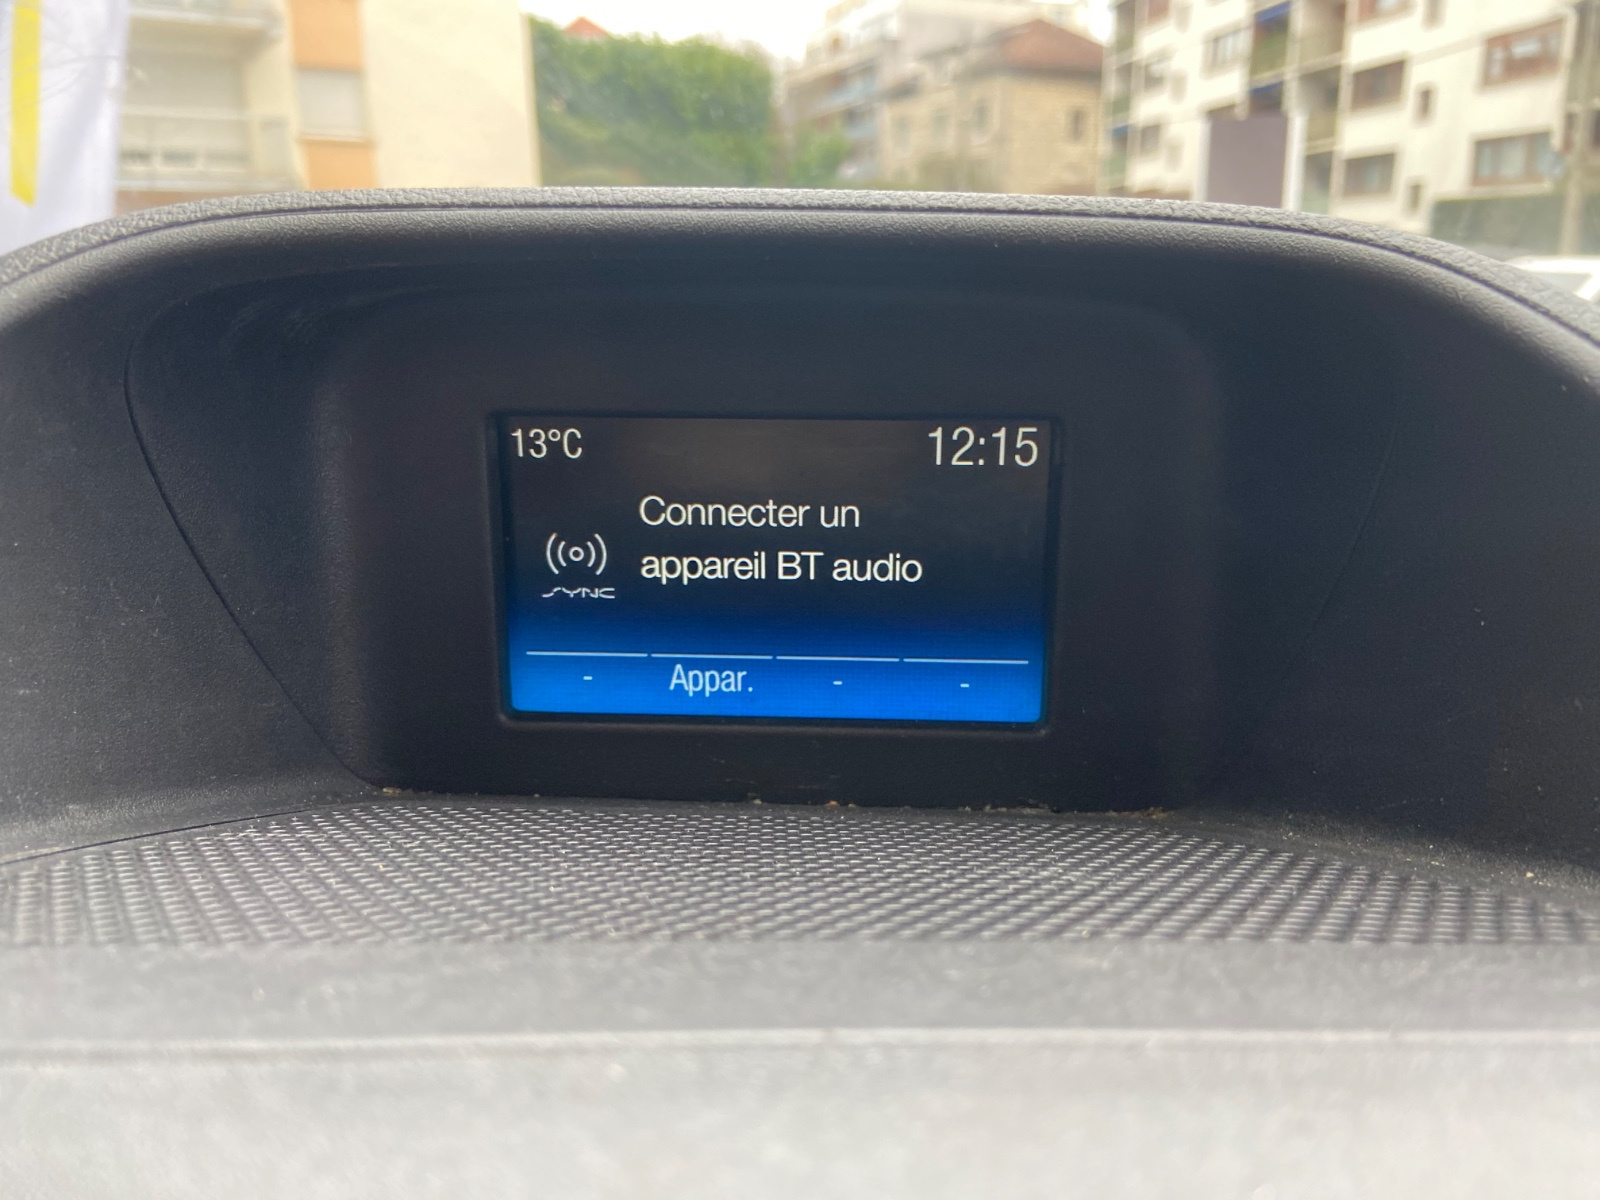 13°C 12:15
Connecter un
appareil BT audio
SYNC
- Appar. - -